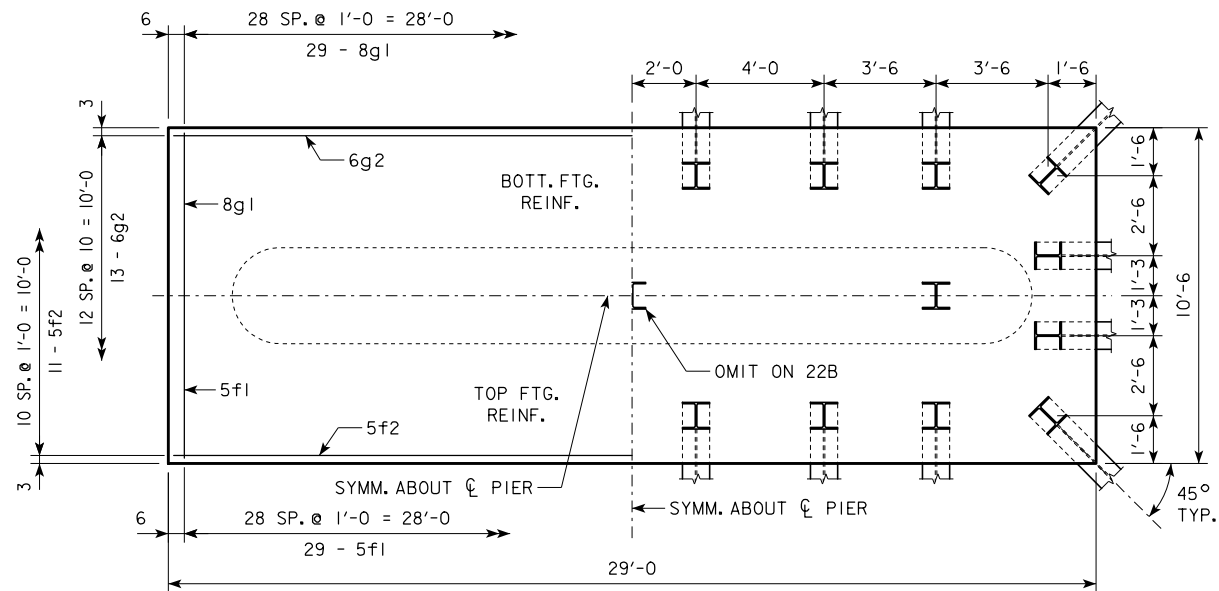 6
28 SP. @ 1'-0 = 28'-0
29 - 8g1
2'-0
4'-0
3'-6
3'-6
1'-6
3
6g2
BOTT. FTG.
REINF.
8g1
12 SP. @ 10 = 10'-0
13 - 6g2
10 SP. @ 1'-0 = 10'-0
11 - 5f2
1'-6
2'-6
1'-3
1'-3
2'-6
1'-6
10'-6
OMIT ON 22B
5f1
TOP FTG.
REINF.
5f2
3
SYMM. ABOUT ℄ PIER
SYMM. ABOUT ℄ PIER
45°
TYP.
6
28 SP. @ 1'-0 = 28'-0
29 - 5f1
29'-0